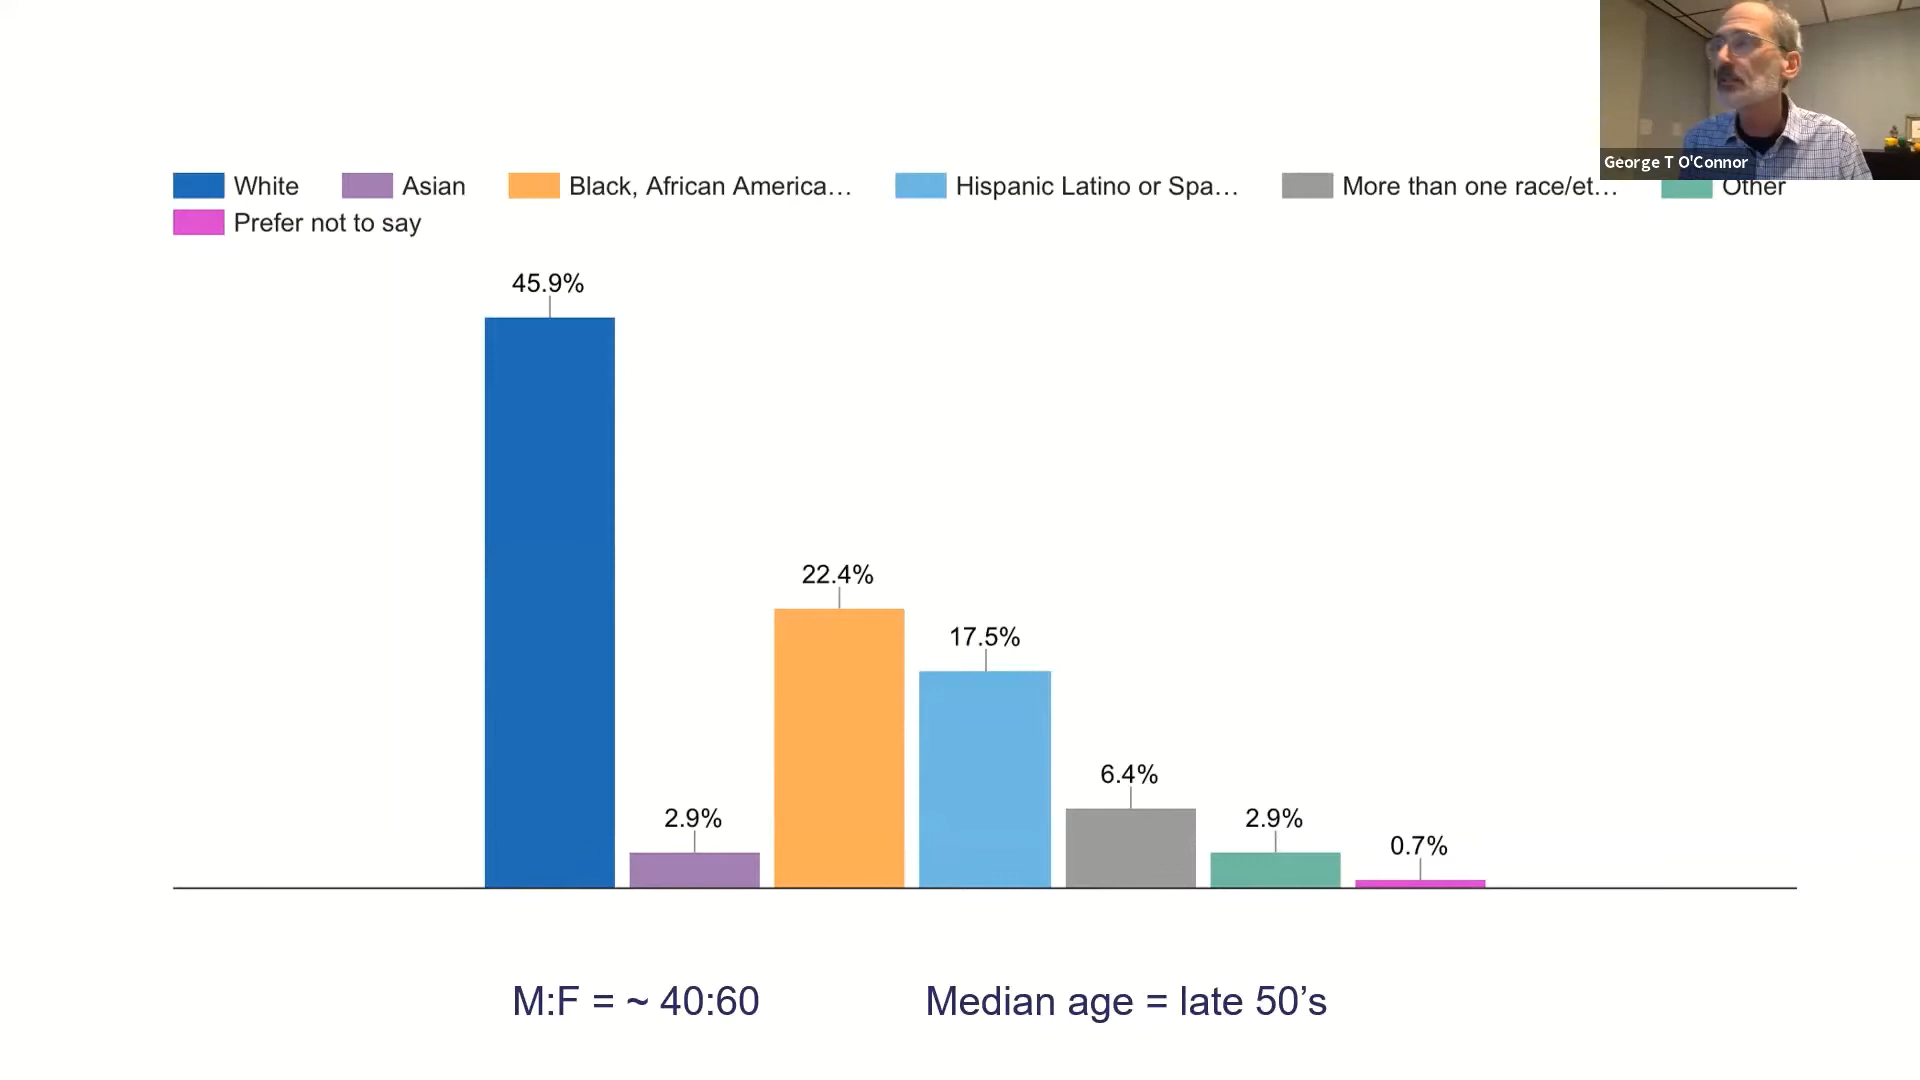 George T O'Connor
White Asian Black, African America… Hispanic Latino or Spa… More than one race/et… Other
Prefer not to say
45.9%
22.4%
17.5%
6.4%
2.9% 2.9%
0.7%
M:F = ~ 40:60 Median age = late 50’s